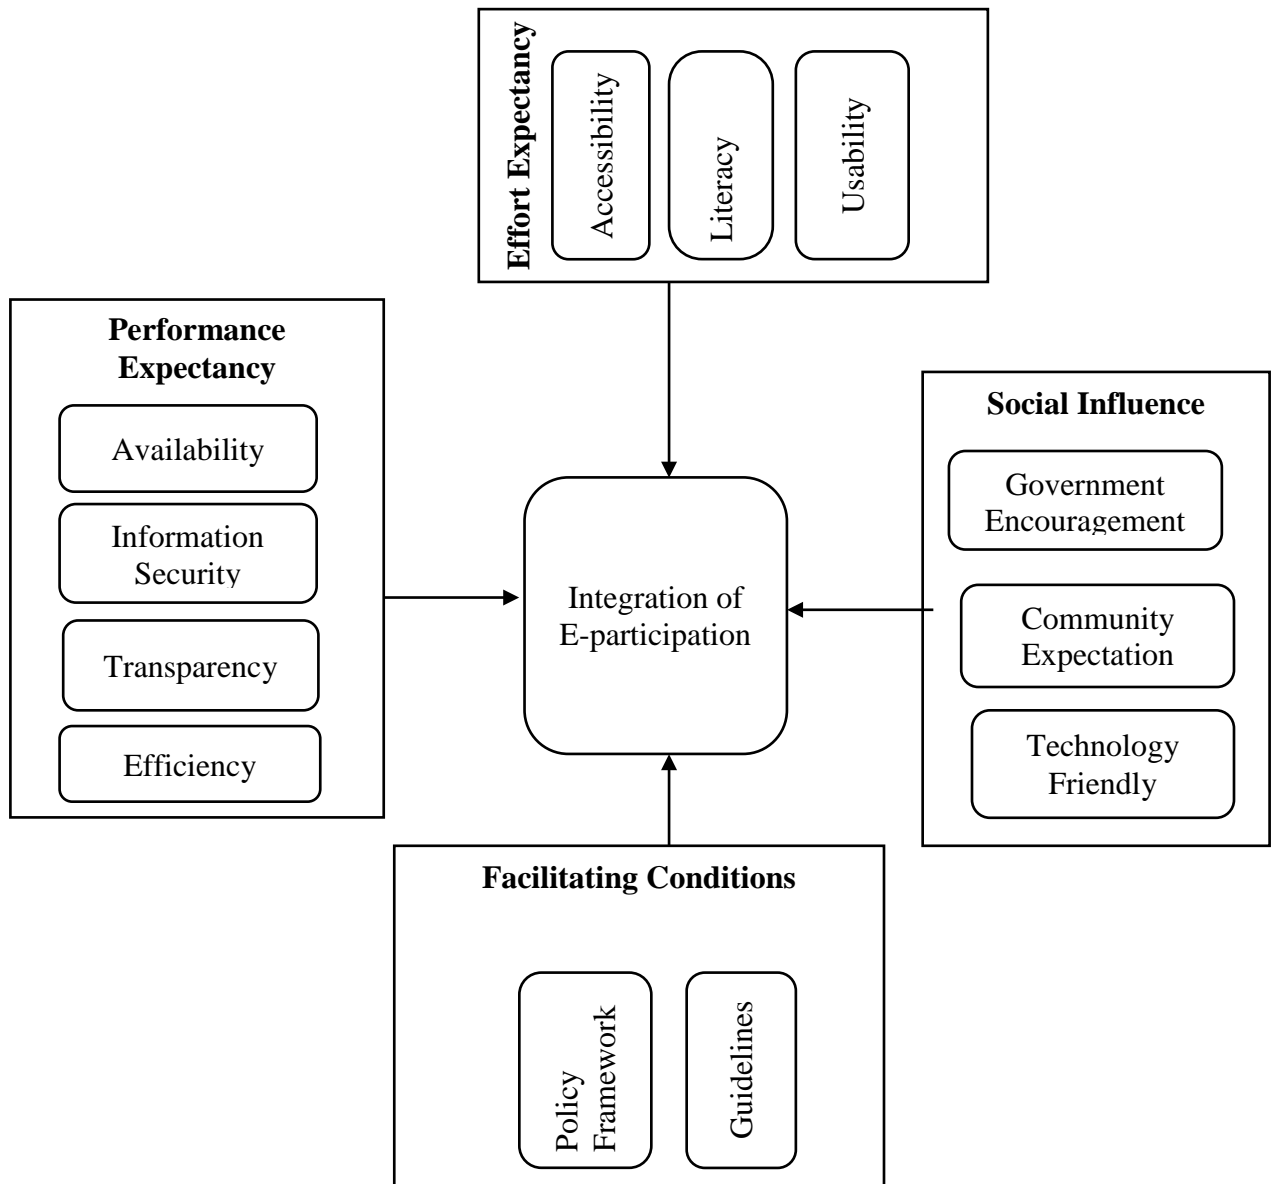 Effort Expectancy
Accessibility
Literacy
Usability
Performance
Expectancy
Availability
Information
Security
Transparency
Efficiency
Integration of
E-participation
Social Influence
Government
Encouragement
Community
Expectation
Technology
Friendly
Facilitating Conditions
Policy
Framework
Guidelines